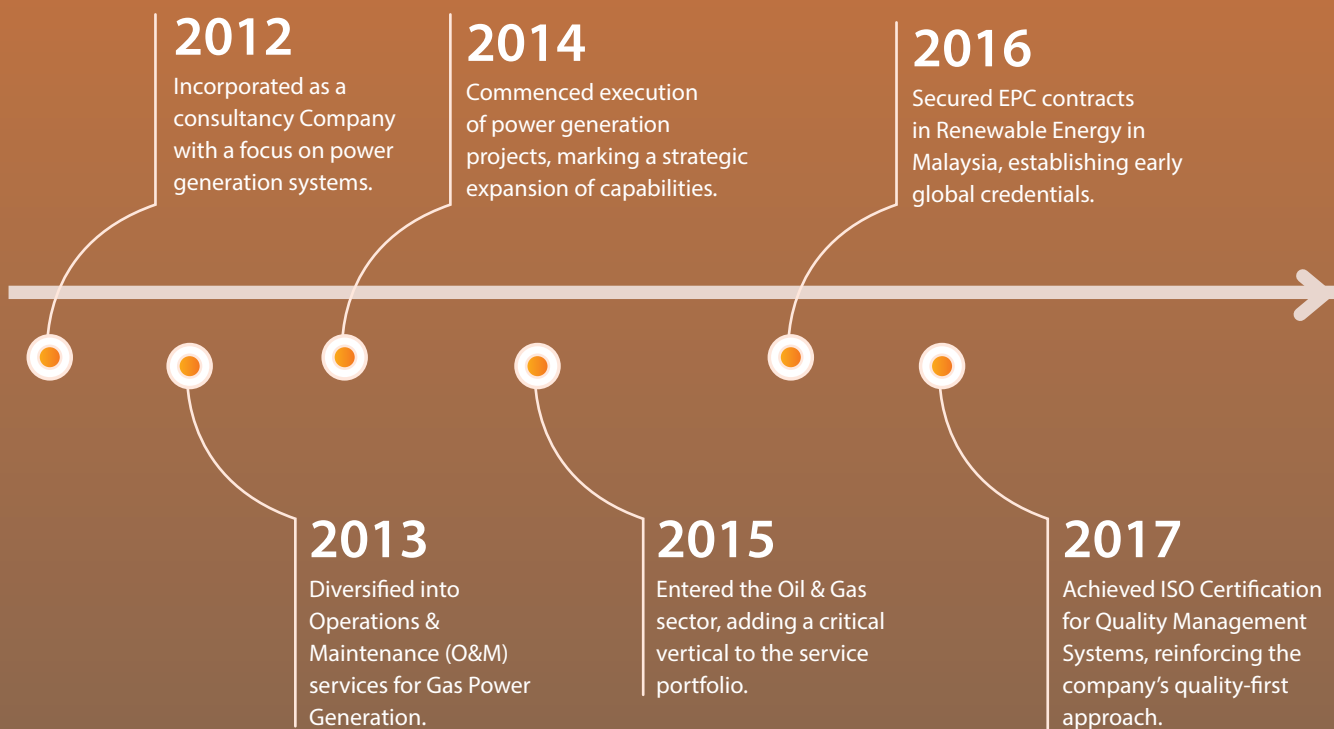 2012
Incorporated as a
consultancy Company
with a focus on power
generation systems.
2014
Commenced execution
of power generation
projects, marking a strategic
expansion of capabilities.
2016
Secured EPC contracts
in Renewable Energy in
Malaysia, establishing early
global credentials.
2013
Diversified into
Operations &
Maintenance (O&M)
services for Gas Power
Generation.
2015
Entered the Oil & Gas
sector, adding a critical
vertical to the service
portfolio.
2017
Achieved ISO Certification
for Quality Management
Systems, reinforcing the
company’s quality-first
approach.